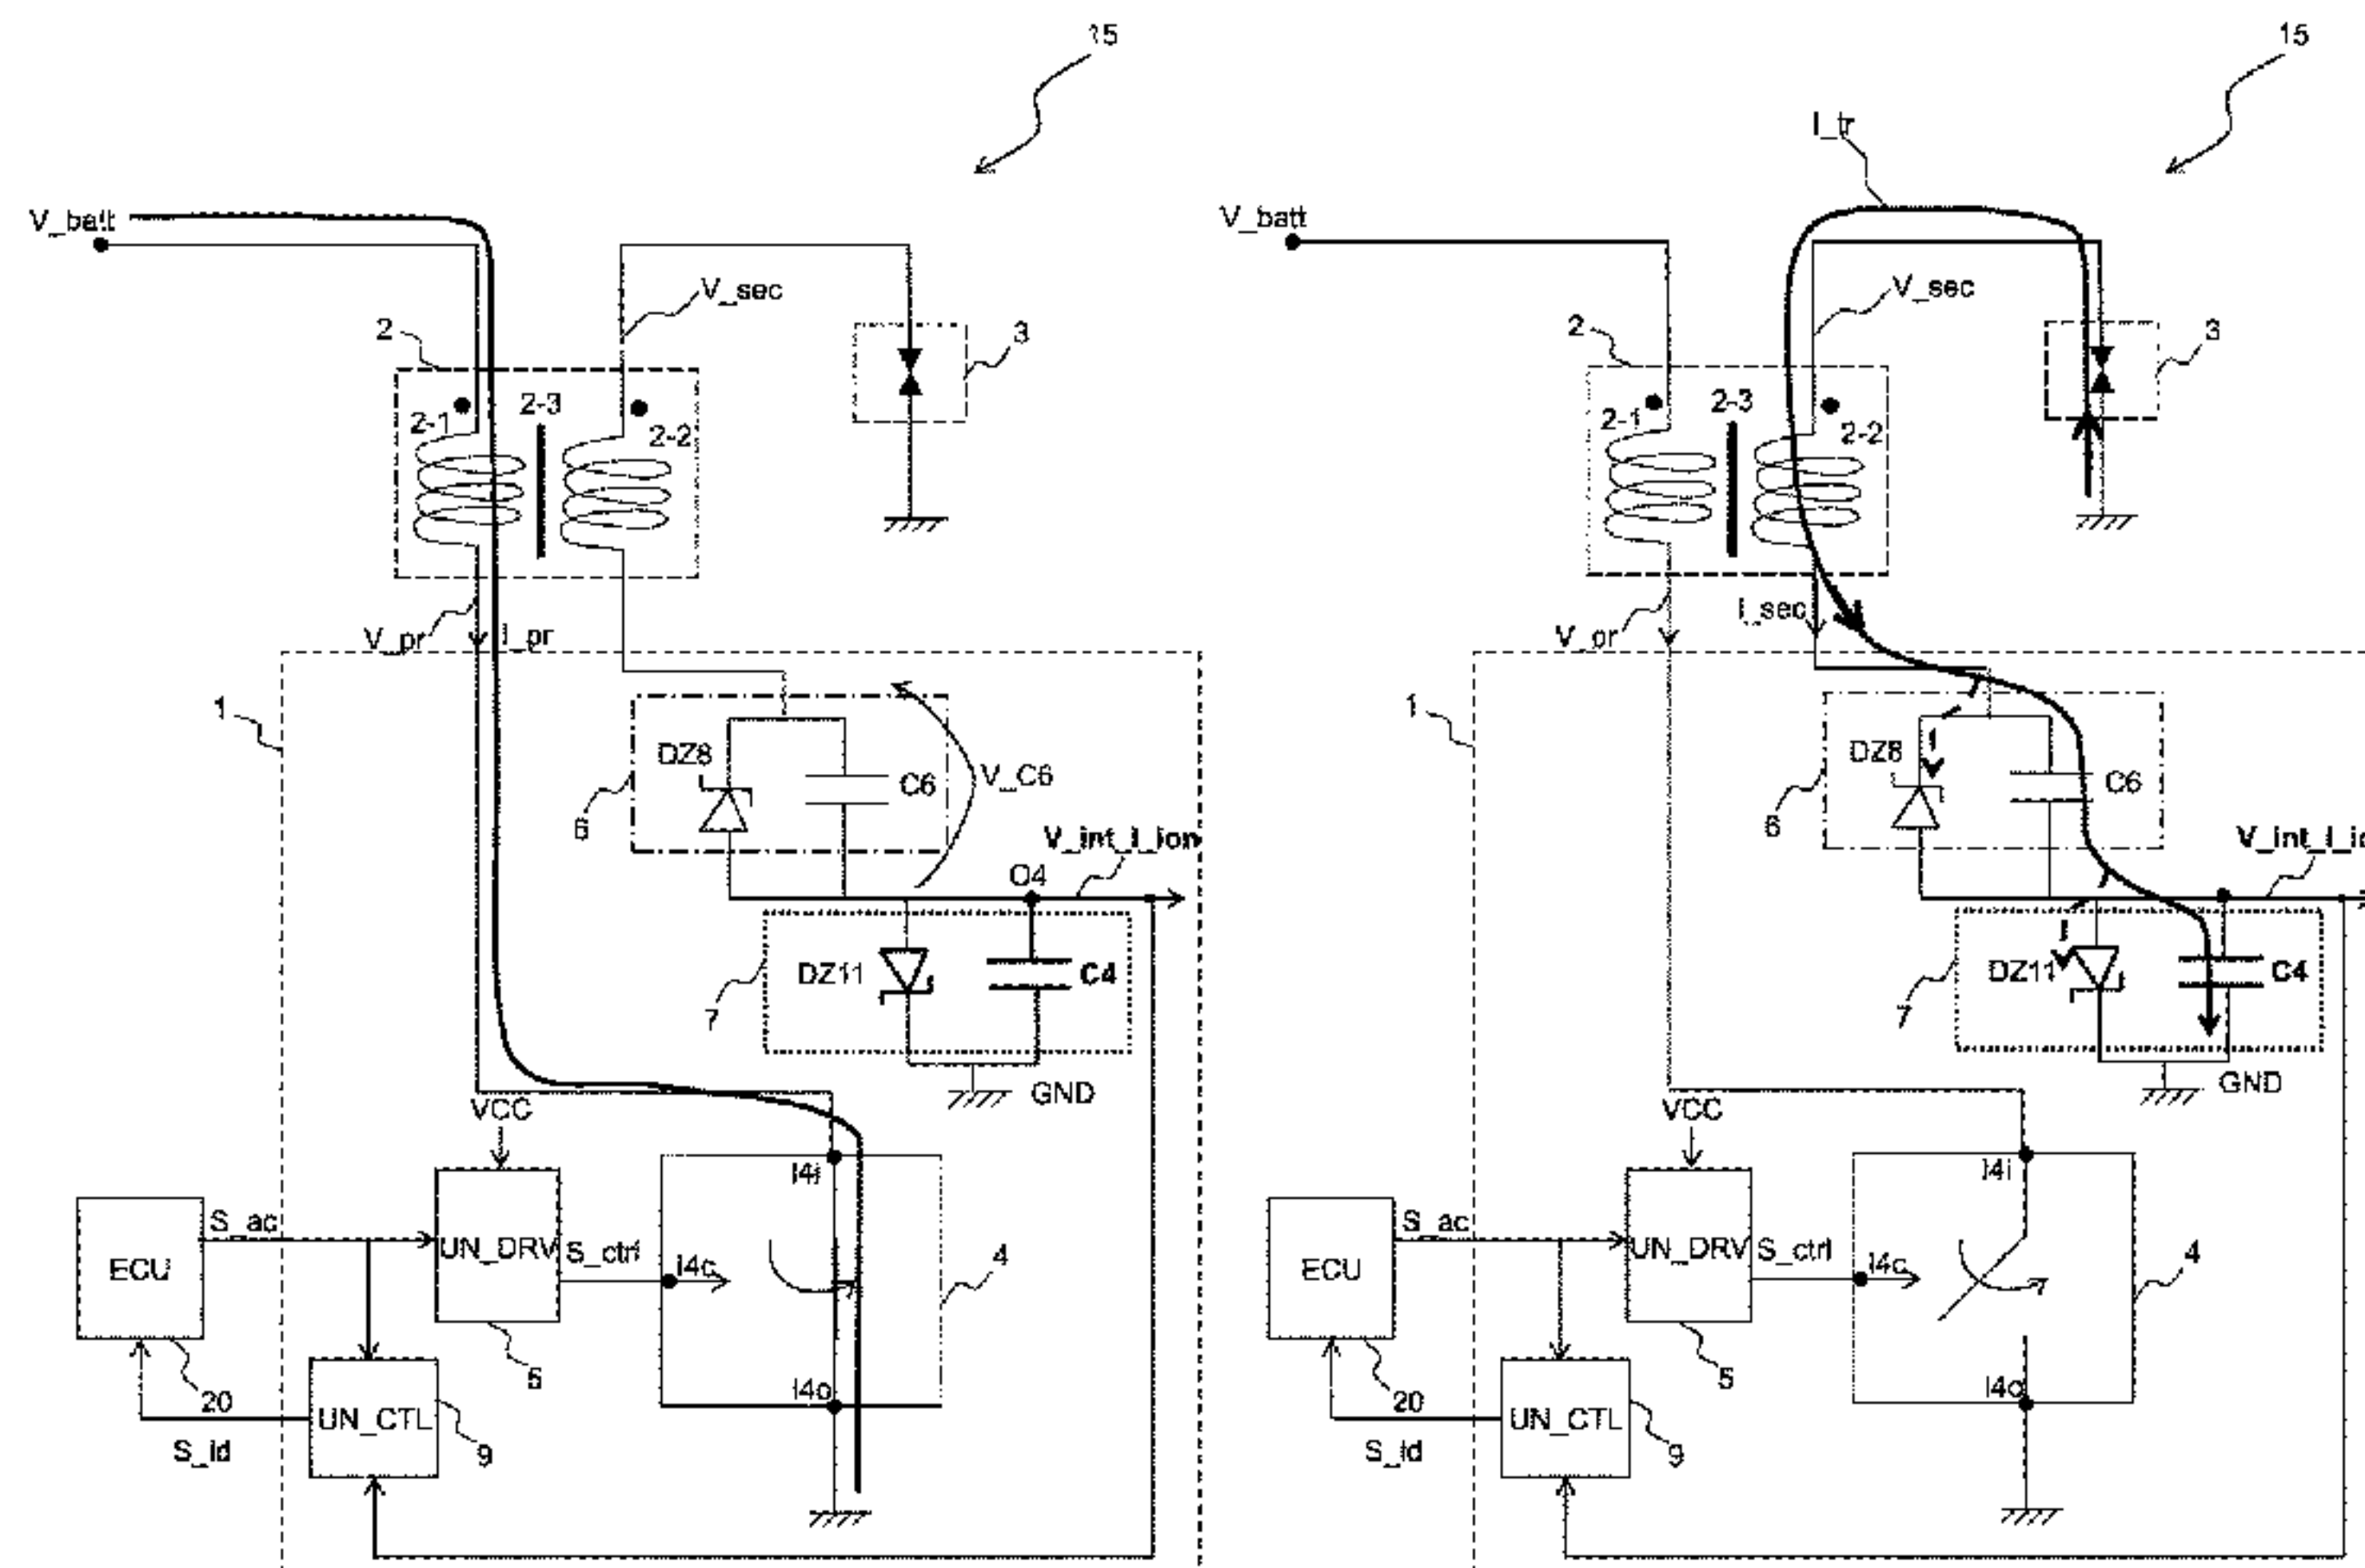 15
V_batt
V_sec
2
3
2-1
2-3
2-2
V_pr
I_pr
1
DZ8
C6
V_C6
6
V_int_I_ion
O4
DZ11
C4
7
GND
VCC
I4i
ECU
S_ac
UN_DRV
S_ctrl
I4c
4
20
5
I4o
UN_CTL
S_id
9
15
I_tr
V_batt
V_sec
2
3
2-1
2-3
2-2
I_sec
V_pr
1
DZ8
C6
6
DZ11
C4
7
GND
VCC
I4i
ECU
S_ac
UN_DRV
S_ctrl
I4c
4
20
5
I4o
UN_CTL
S_id
9